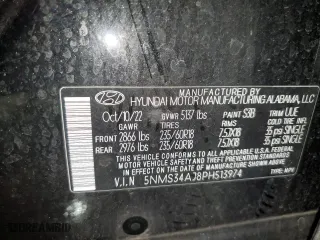 MANUFACTURED BY
HYUNDAI MOTOR MANUFACTURING ALABAMA, LLC
Oct/10/22 GVWR 5137 lbs PAINT TRIM UUE
GAWR TIRES RIMS COLD TIRE
FRONT 2866 lbs 235/60R18 7.5JX18 35 psi SINGLE
REAR 2976 lbs 235/60R18 7.5JX18 35 psi SINGLE
THIS VEHICLE CONFORMS TO ALL APPLICABLE U.S. FEDERAL
MOTOR VEHICLE SAFETY, BUMPER, AND THEFT PREVENTION
STANDARDS IN EFFECT ON THE DATE OF MANUFACTURE SHOWN ABOVE.
V.I.N 5NMS34AJ8PH513974 TYPE: MPV